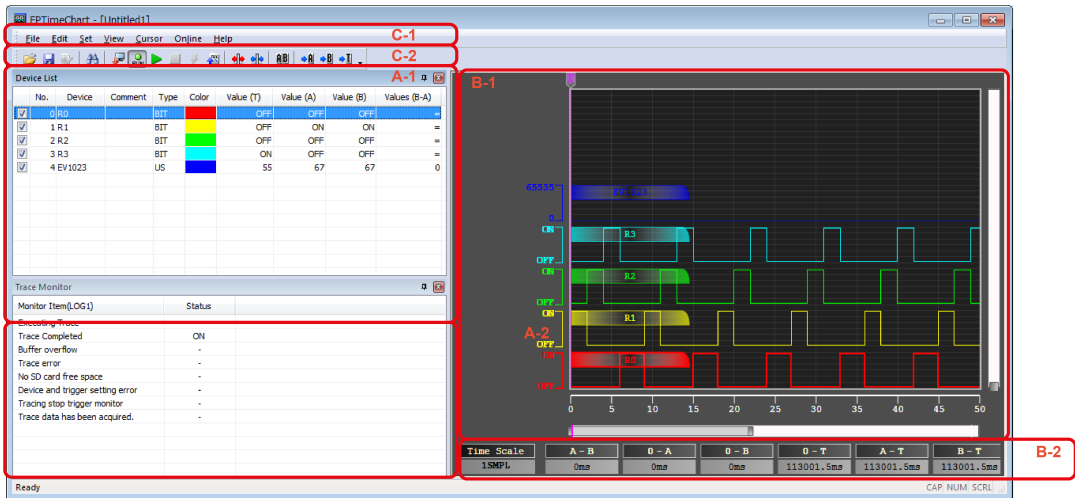 FPTimeChart - [Untitled1]
File Edit Set View Cursor Online Help
C-1
C-2
Device List
A-1
No. Device Comment Type Color Value (T) Value (A) Value (B) Values (B-A)
0 R0 BIT OFF OFF OFF =
1 R1 BIT OFF ON ON =
2 R2 BIT OFF OFF OFF =
3 R3 BIT ON OFF OFF =
4 EV1023 US 55 67 67 0
Trace Monitor
Monitor Item(LOG1) Status
Executing Trace
Trace Completed ON
Buffer overflow -
Trace error -
No SD card free space -
Device and trigger setting error -
Tracing stop trigger monitor -
Trace data has been acquired. -
A-2
B-1
65535
EV1023
0
ON
R3
OFF
ON
R2
OFF
ON
R1
OFF
ON
R0
OFF
0 5 10 15 20 25 30 35 40 45 50
Time Scale A - B 0 - A 0 - B 0 - T A - T B - T
1SMPL 0ms 0ms 0ms 113001.5ms 113001.5ms 113001.5ms
B-2
Ready
CAP NUM SCRL